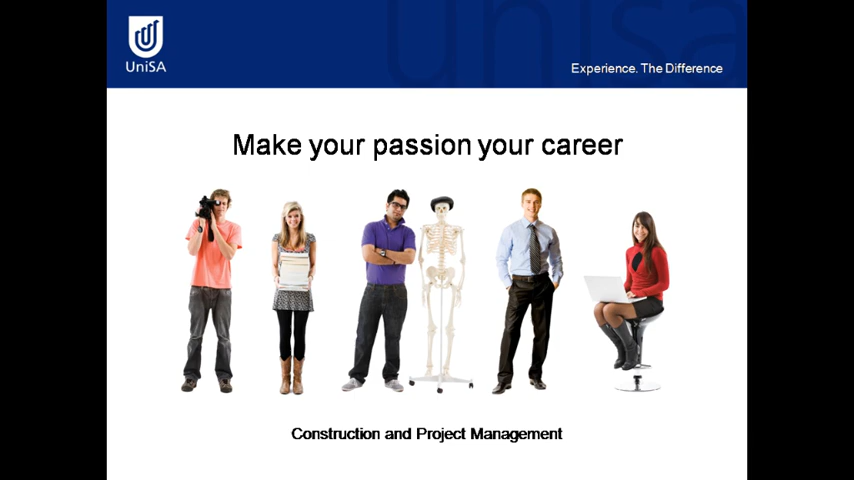 UniSA
Experience. The Difference
Make your passion your career
Construction and Project Management